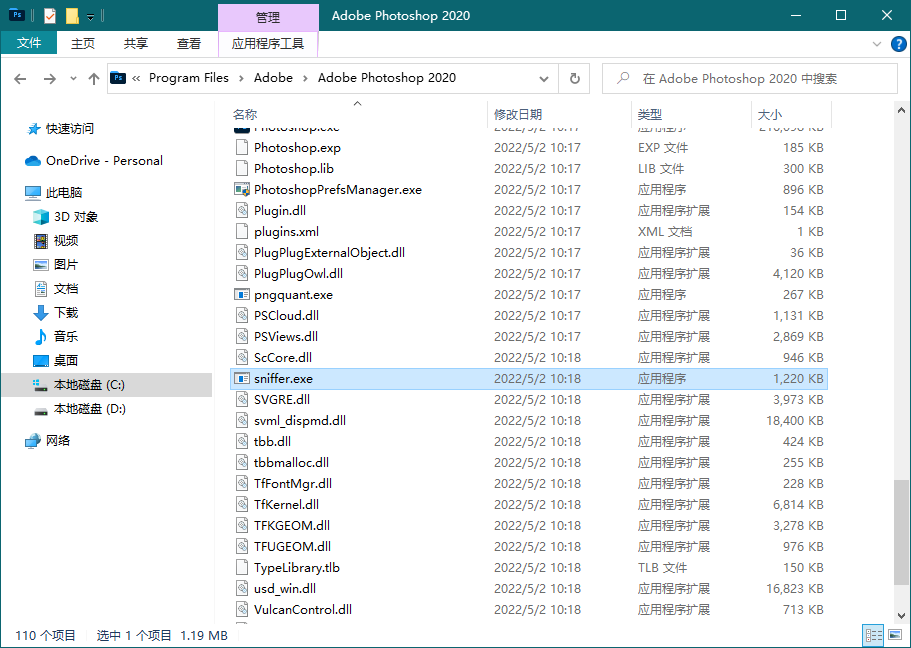 Ps 管理 Adobe Photoshop 2020
文件 主页 共享 查看 应用程序工具 ?
Ps « Program Files › Adobe › Adobe Photoshop 2020 在 Adobe Photoshop 2020 中搜索
名称 修改日期 类型 大小
快速访问
OneDrive - Personal
此电脑
3D 对象
视频
图片
文档
下载
音乐
桌面
本地磁盘 (C:)
本地磁盘 (D:)
网络
Photoshop.exe 2022/5/2 10:17 应用程序
Photoshop.exp 2022/5/2 10:17 EXP 文件 185 KB
Photoshop.lib 2022/5/2 10:17 LIB 文件 300 KB
PhotoshopPrefsManager.exe 2022/5/2 10:17 应用程序 896 KB
Plugin.dll 2022/5/2 10:17 应用程序扩展 154 KB
plugins.xml 2022/5/2 10:17 XML 文档 1 KB
PlugPlugExternalObject.dll 2022/5/2 10:17 应用程序扩展 36 KB
PlugPlugOwl.dll 2022/5/2 10:17 应用程序扩展 4,120 KB
pngquant.exe 2022/5/2 10:17 应用程序 267 KB
PSCloud.dll 2022/5/2 10:17 应用程序扩展 1,131 KB
PSViews.dll 2022/5/2 10:17 应用程序扩展 2,869 KB
ScCore.dll 2022/5/2 10:18 应用程序扩展 946 KB
sniffer.exe 2022/5/2 10:18 应用程序 1,220 KB
SVGRE.dll 2022/5/2 10:18 应用程序扩展 3,973 KB
svml_dispmd.dll 2022/5/2 10:18 应用程序扩展 18,400 KB
tbb.dll 2022/5/2 10:18 应用程序扩展 424 KB
tbbmalloc.dll 2022/5/2 10:18 应用程序扩展 255 KB
TfFontMgr.dll 2022/5/2 10:18 应用程序扩展 228 KB
TfKernel.dll 2022/5/2 10:18 应用程序扩展 6,814 KB
TFKGEOM.dll 2022/5/2 10:18 应用程序扩展 3,278 KB
TFUGEOM.dll 2022/5/2 10:18 应用程序扩展 976 KB
TypeLibrary.tlb 2022/5/2 10:18 TLB 文件 150 KB
usd_win.dll 2022/5/2 10:18 应用程序扩展 16,823 KB
VulcanControl.dll 2022/5/2 10:18 应用程序扩展 713 KB
110 个项目 选中 1 个项目 1.19 MB